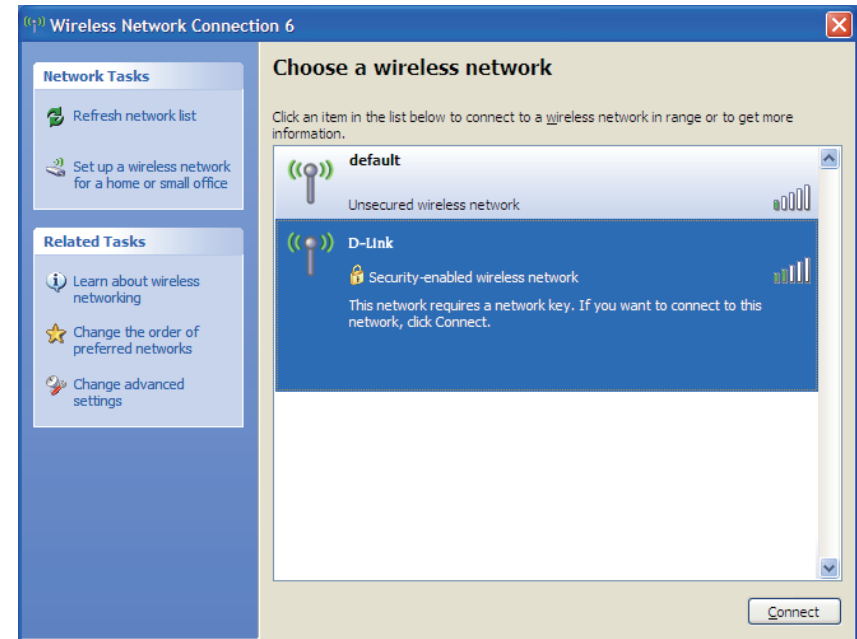 Wireless Network Connection 6
Network Tasks
Refresh network list
Set up a wireless network
for a home or small office
Related Tasks
Learn about wireless
networking
Change the order of
preferred networks
Change advanced
settings
Choose a wireless network
Click an item in the list below to connect to a wireless network in range or to get more
information.
default
Unsecured wireless network
D-Link
Security-enabled wireless network
This network requires a network key. If you want to connect to this
network, click Connect.
Connect